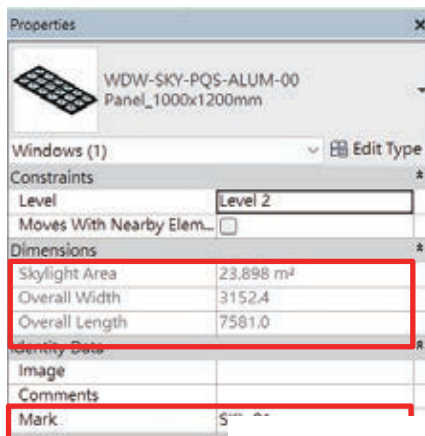 Properties
WDW-SKY-PQS-ALUM-00
Panel_1000x1200mm
Windows (1)
Edit Type
Constraints
Level Level 2
Moves With Nearby Elem...
Dimensions
Skylight Area 23,898 m²
Overall Width 3152.4
Overall Length 7581.0
Identity Data
Image
Comments
Mark